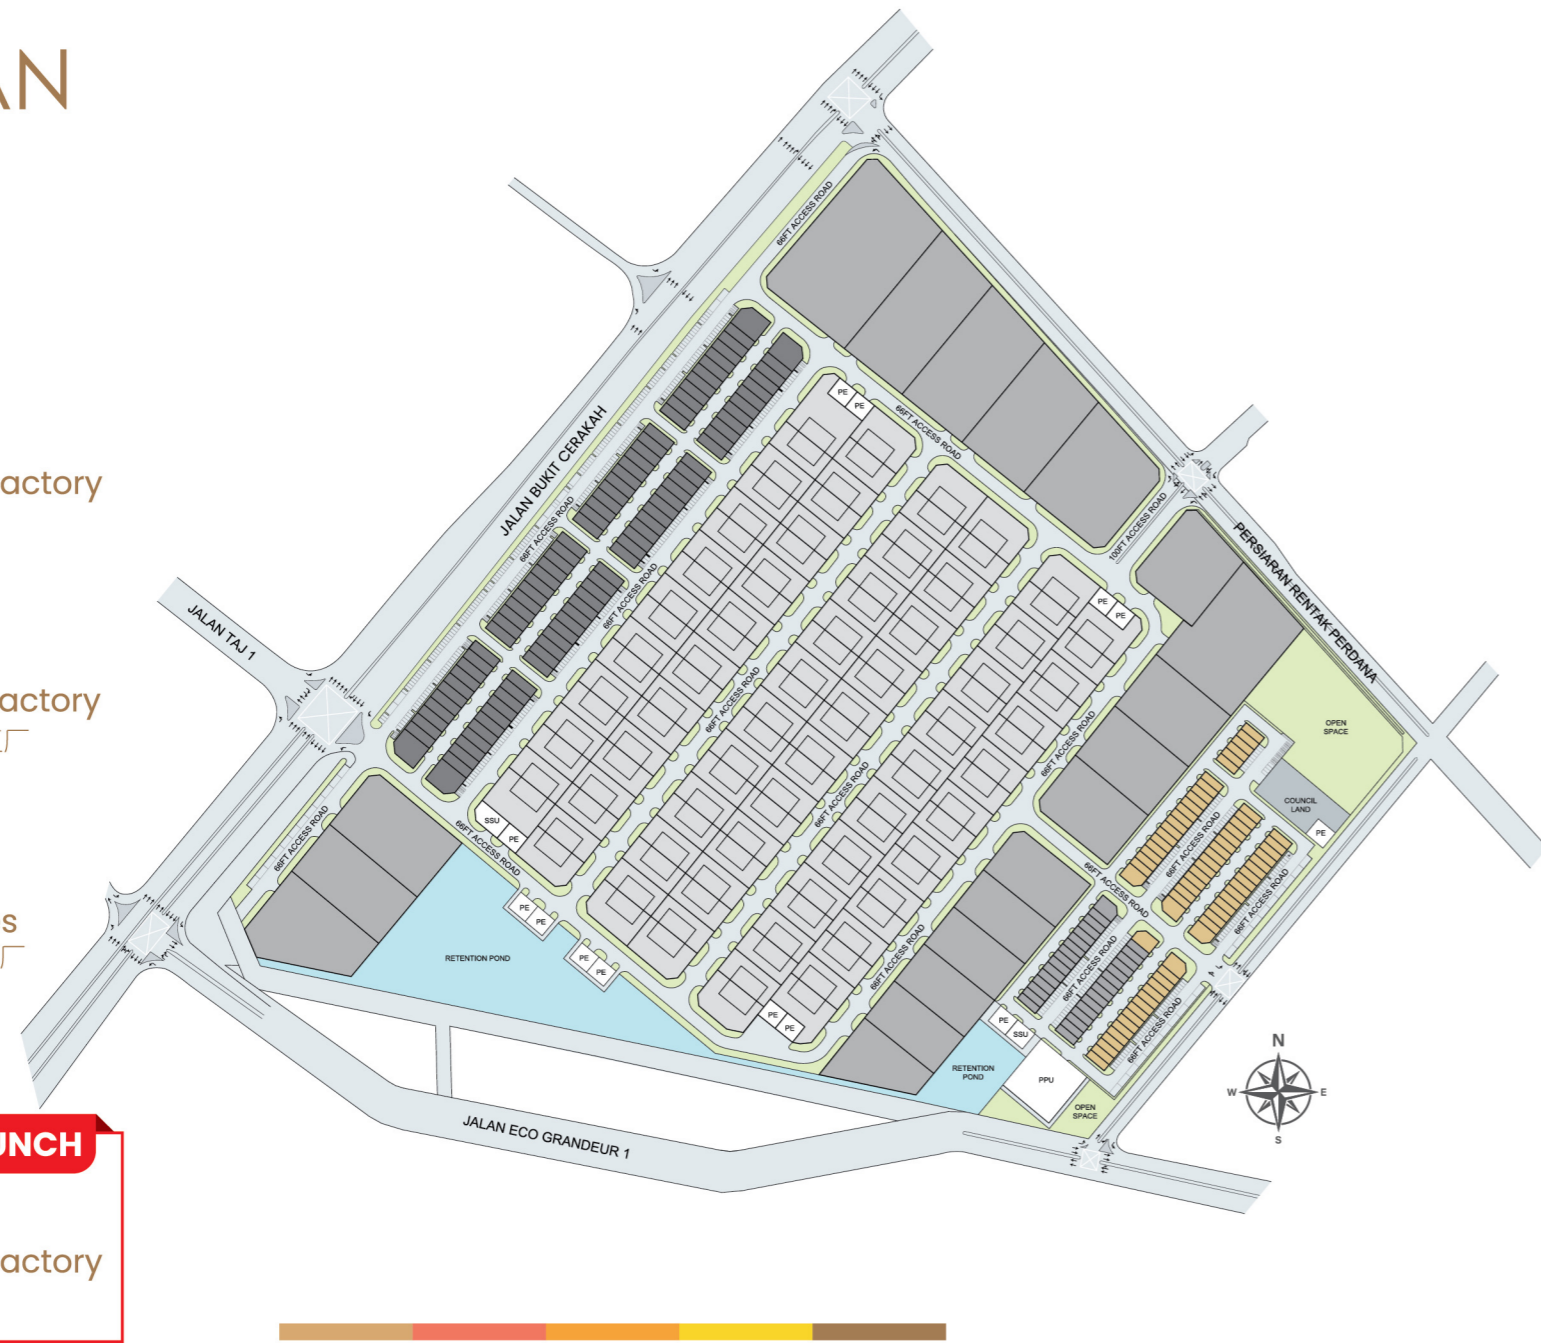 AN
actory
actory
厂
s
厂
UNCH
actory
66FT ACCESS ROAD
JALAN BUKIT CERAKAH
66FT ACCESS ROAD
66FT ACCESS ROAD
PE
PE
66FT ACCESS ROAD
100FT ACCESS ROAD
PERSIARAN RENTAK PERDANA
PE
PE
JALAN TAJ 1
66FT ACCESS ROAD
66FT ACCESS ROAD
66FT ACCESS ROAD
OPEN
SPACE
COUNCIL
LAND
PE
66FT ACCESS ROAD
SSU
PE
66FT ACCESS ROAD
66FT ACCESS ROAD
66FT ACCESS ROAD
66FT ACCESS ROAD
66FT ACCESS ROAD
PE
PE
PE
PE
RETENTION POND
66FT ACCESS ROAD
66FT ACCESS ROAD
66FT ACCESS ROAD
PE
PE
PE
SSU
RETENTION
POND
PPU
OPEN
SPACE
JALAN ECO GRANDEUR 1
N
W
E
S